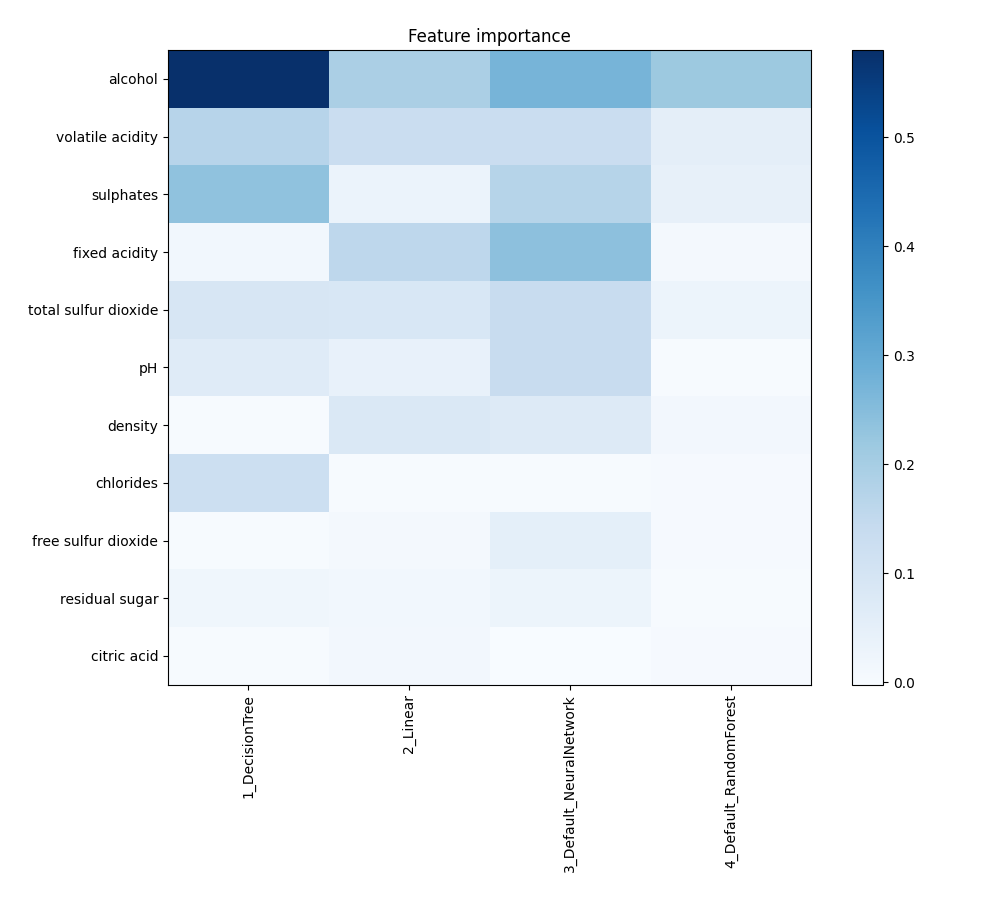 Feature importance
alcohol
volatile acidity
sulphates
fixed acidity
total sulfur dioxide
pH
density
chlorides
free sulfur dioxide
residual sugar
citric acid
1_DecisionTree
2_Linear
3_Default_NeuralNetwork
4_Default_RandomForest
0.5
0.4
0.3
0.2
0.1
0.0